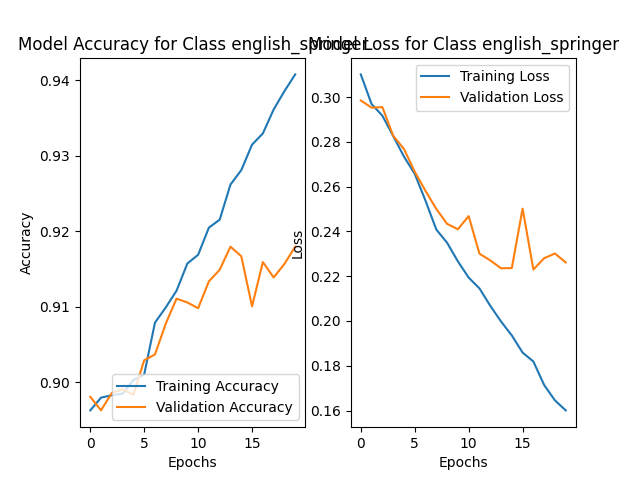 Model Accuracy for Class english_springer
Model Loss for Class english_springer
0.94
0.93
0.92
0.91
0.90
Accuracy
Training Accuracy
Validation Accuracy
0 5 10 15
Epochs
0.30
0.28
0.26
0.24
0.22
0.20
0.18
0.16
Loss
Training Loss
Validation Loss
0 5 10 15
Epochs